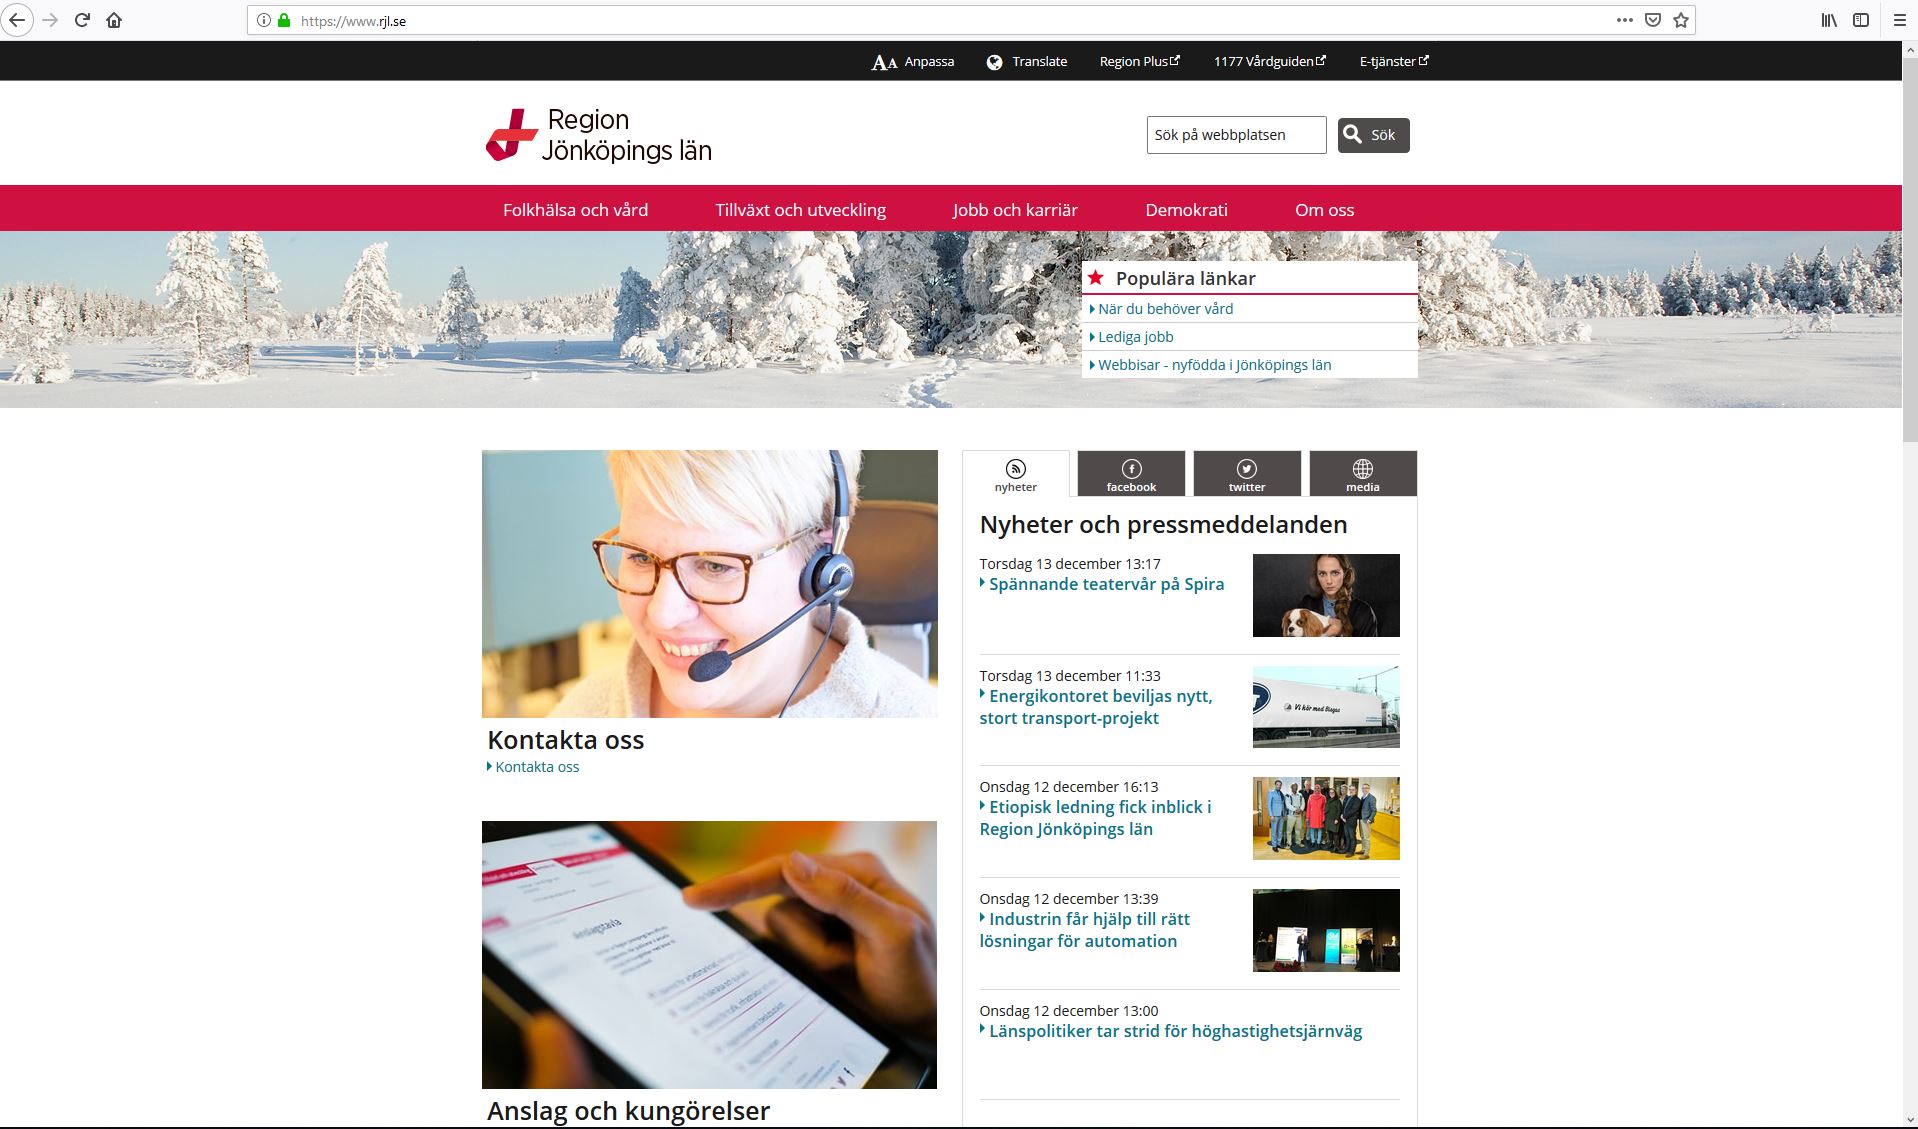 https://www.rjl.se
Anpassa
Translate
Region Plus
1177 Vårdguiden
E-tjänster
Region
Jönköpings län
Sök på webbplatsen
Sök
Folkhälsa och vård
Tillväxt och utveckling
Jobb och karriär
Demokrati
Om oss
Populära länkar
När du behöver vård
Lediga jobb
Webbisar - nyfödda i Jönköpings län
Kontakta oss
Kontakta oss
Anslagstavla
Anslag och kungörelser
nyheter
facebook
twitter
media
Nyheter och pressmeddelanden
Torsdag 13 december 13:17
Spännande teatervår på Spira
Torsdag 13 december 11:33
Energikontoret beviljas nytt,
stort transport-projekt
Vi kör med Biogas
Onsdag 12 december 16:13
Etiopisk ledning fick inblick i
Region Jönköpings län
Onsdag 12 december 13:39
Industrin får hjälp till rätt
lösningar för automation
Onsdag 12 december 13:00
Länspolitiker tar strid för höghastighetsjärnväg